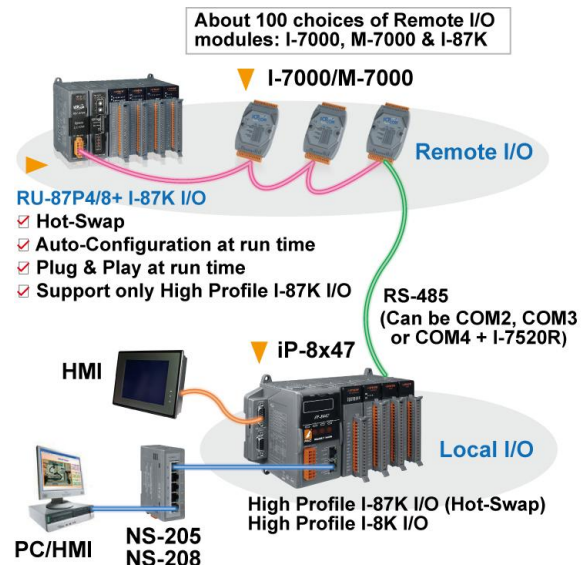 About 100 choices of Remote I/O
modules: I-7000, M-7000 & I-87K
I-7000/M-7000
Remote I/O
RU-87P4/8+ I-87K I/O
Hot-Swap
Auto-Configuration at run time
Plug & Play at run time
Support only High Profile I-87K I/O
RS-485
(Can be COM2, COM3
or COM4 + I-7520R)
iP-8x47
HMI
Local I/O
High Profile I-87K I/O (Hot-Swap)
High Profile I-8K I/O
PC/HMI
NS-205
NS-208